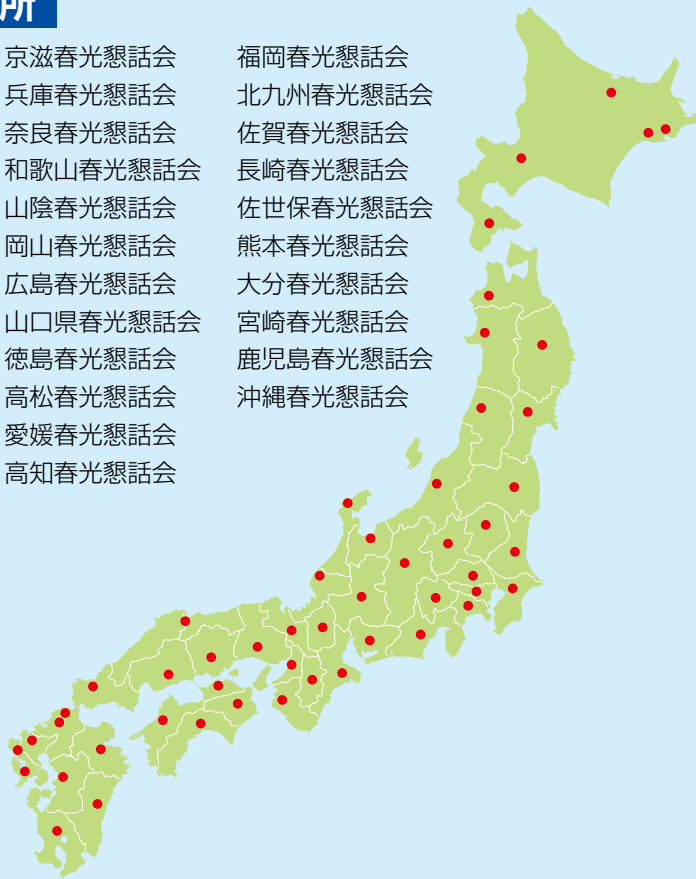 所
京滋春光懇話会
兵庫春光懇話会
奈良春光懇話会
和歌山春光懇話会
山陰春光懇話会
岡山春光懇話会
広島春光懇話会
山口県春光懇話会
徳島春光懇話会
高松春光懇話会
愛媛春光懇話会
高知春光懇話会
福岡春光懇話会
北九州春光懇話会
佐賀春光懇話会
長崎春光懇話会
佐世保春光懇話会
熊本春光懇話会
大分春光懇話会
宮崎春光懇話会
鹿児島春光懇話会
沖縄春光懇話会